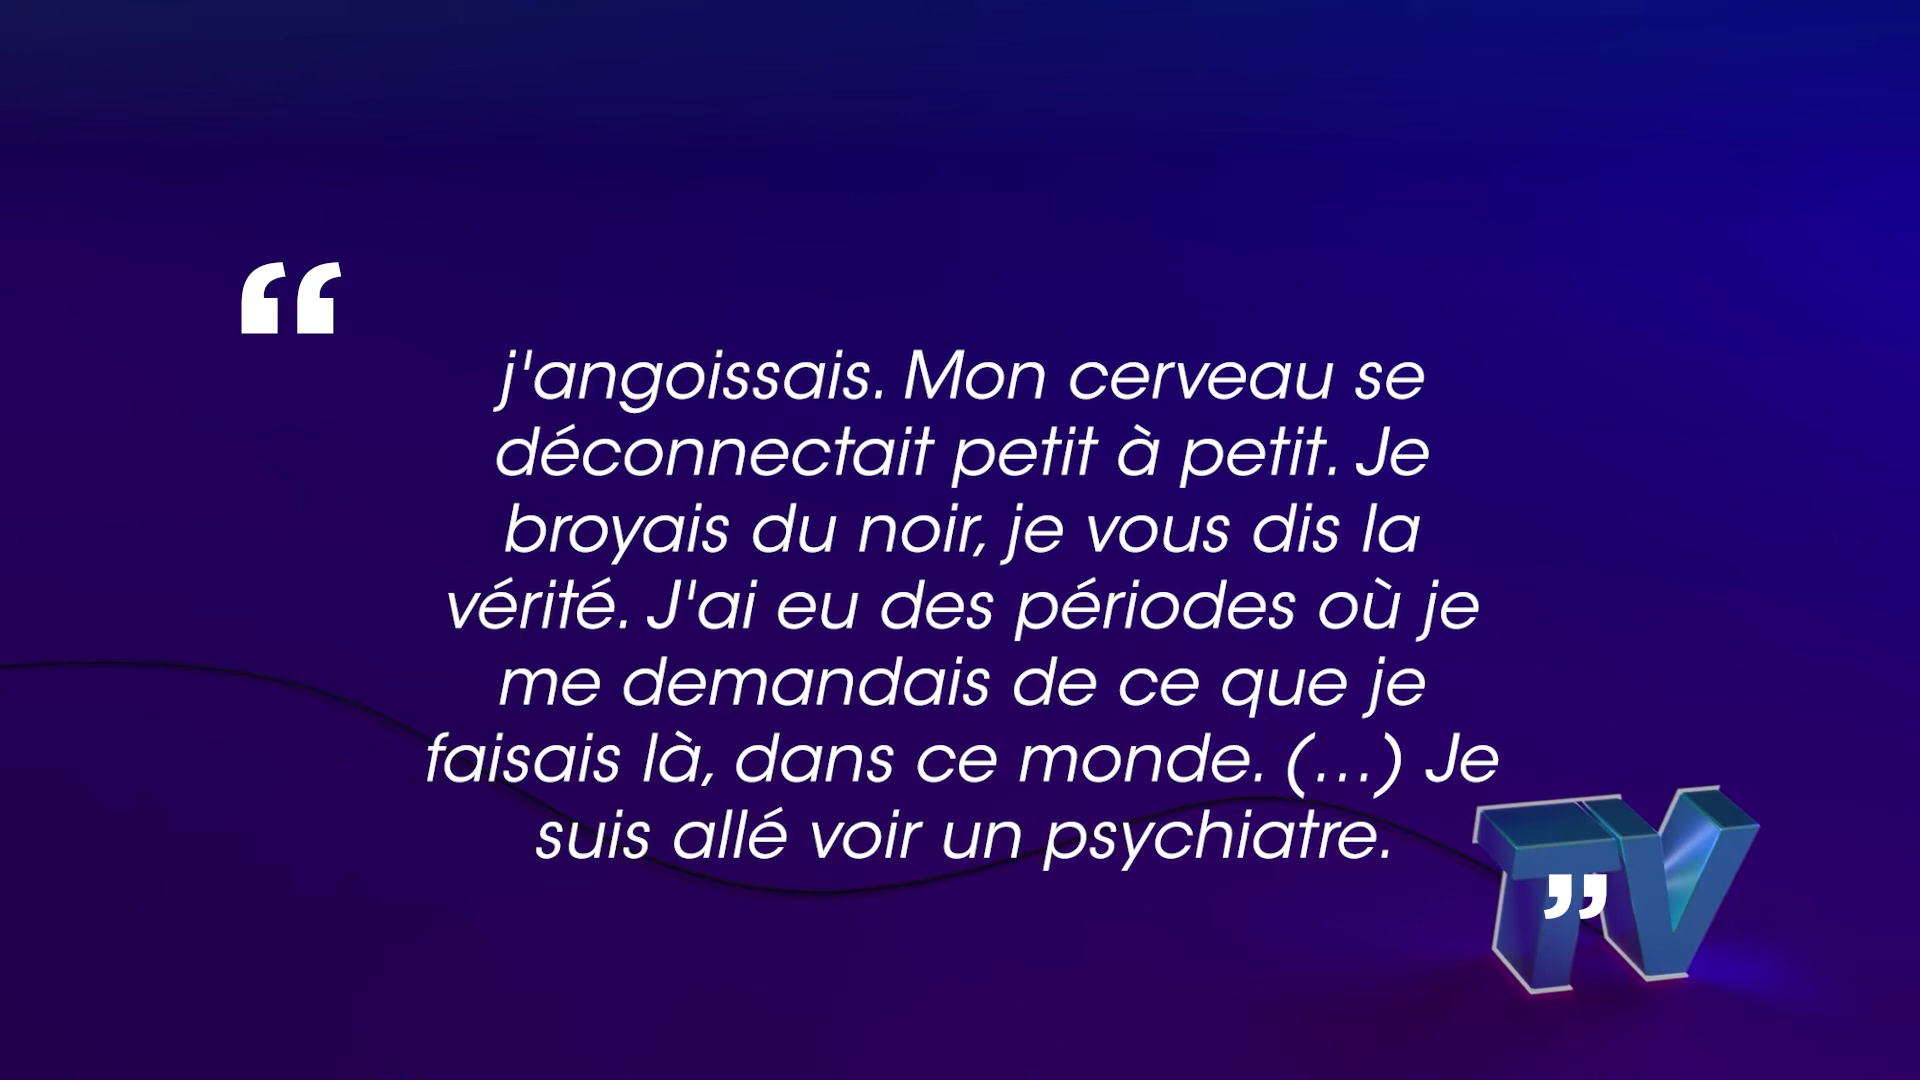 “
j'angoissais. Mon cerveau se
déconnectait petit à petit. Je
broyais du noir, je vous dis la
vérité. J'ai eu des périodes où je
me demandais de ce que je
faisais là, dans ce monde. (...) Je
suis allé voir un psychiatre.
”
TV